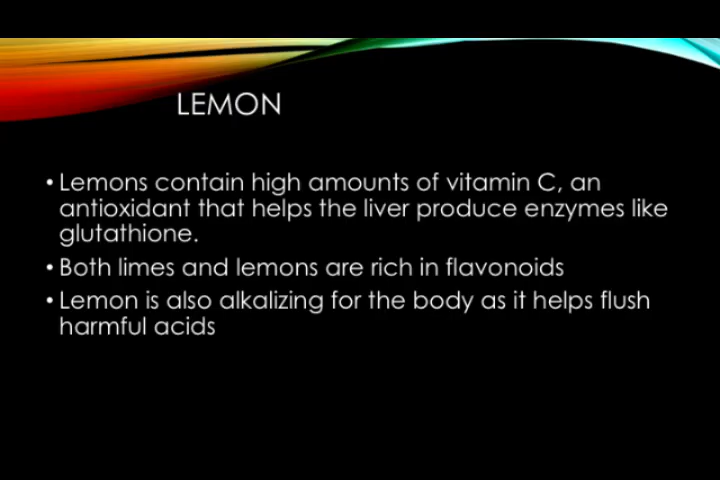 LEMON
• Lemons contain high amounts of vitamin C, an
antioxidant that helps the liver produce enzymes like
glutathione.
• Both limes and lemons are rich in flavonoids
• Lemon is also alkalizing for the body as it helps flush
harmful acids